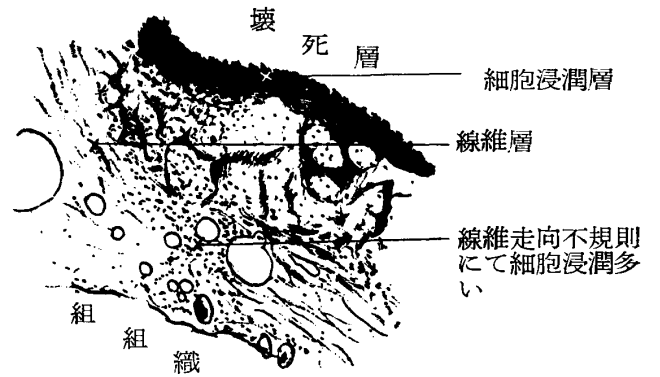 壊死層
細胞浸潤層
線維層
線維走向不規則
にて細胞浸潤多
い
組組織